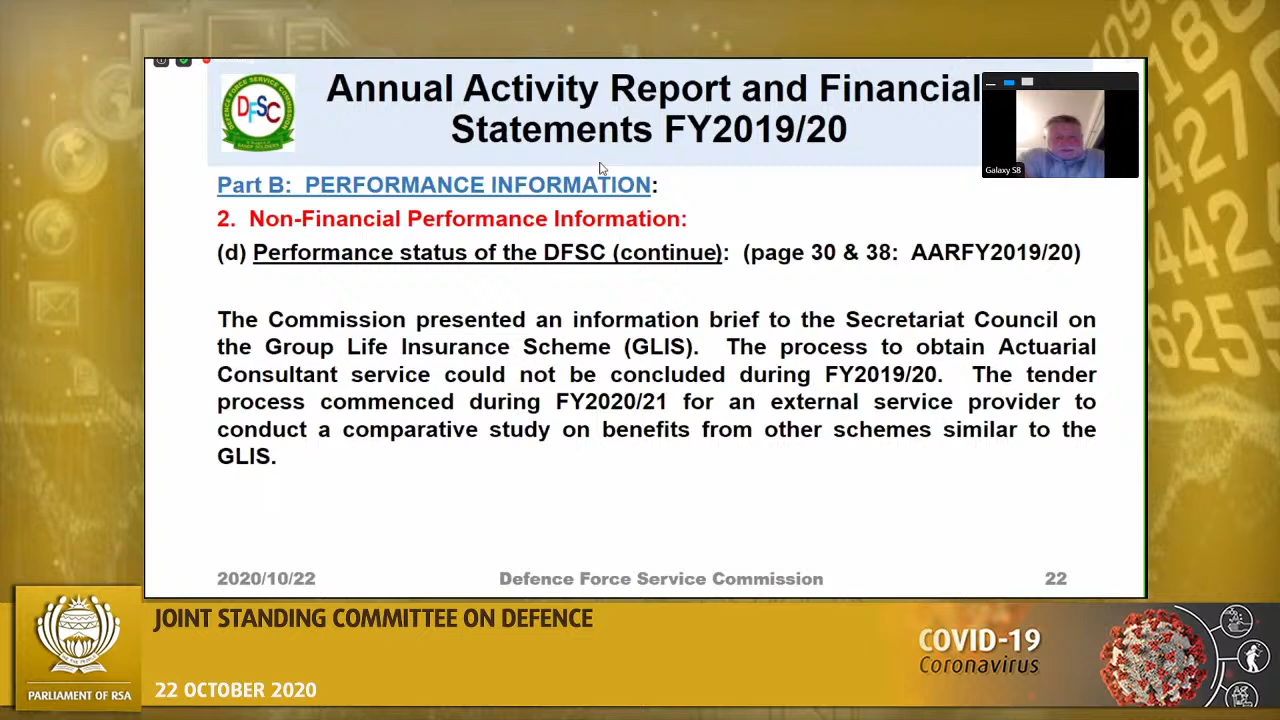 DEFENCE FORCE SERVICE COMMISSION
DFSC
Annual Activity Report and Financial
Statements FY2019/20
Galaxy S8
Part B: PERFORMANCE INFORMATION:
2. Non-Financial Performance Information:
(d) Performance status of the DFSC (continue): (page 30 & 38: AARFY2019/20)
The Commission presented an information brief to the Secretariat Council on
the Group Life Insurance Scheme (GLIS). The process to obtain Actuarial
Consultant service could not be concluded during FY2019/20. The tender
process commenced during FY2020/21 for an external service provider to
conduct a comparative study on benefits from other schemes similar to the
GLIS.
2020/10/22 Defence Force Service Commission 22
JOINT STANDING COMMITTEE ON DEFENCE
22 OCTOBER 2020
PARLIAMENT OF RSA
COVID-19
Coronavirus